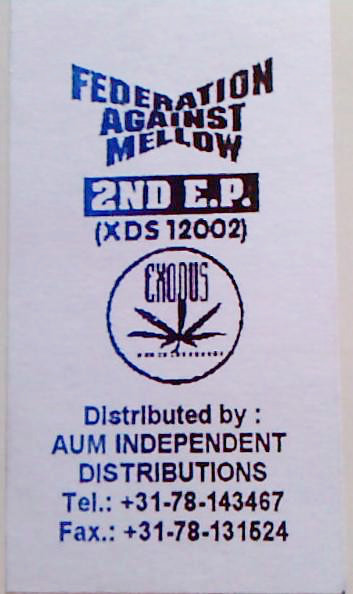 FEDERATION
AGAINST
MELLOW
2ND E.P.
(XDS 12002)
EXODUS
Distributed by :
AUM INDEPENDENT
DISTRIBUTIONS
Tel.: +31-78-143467
Fax.: +31-78-131524